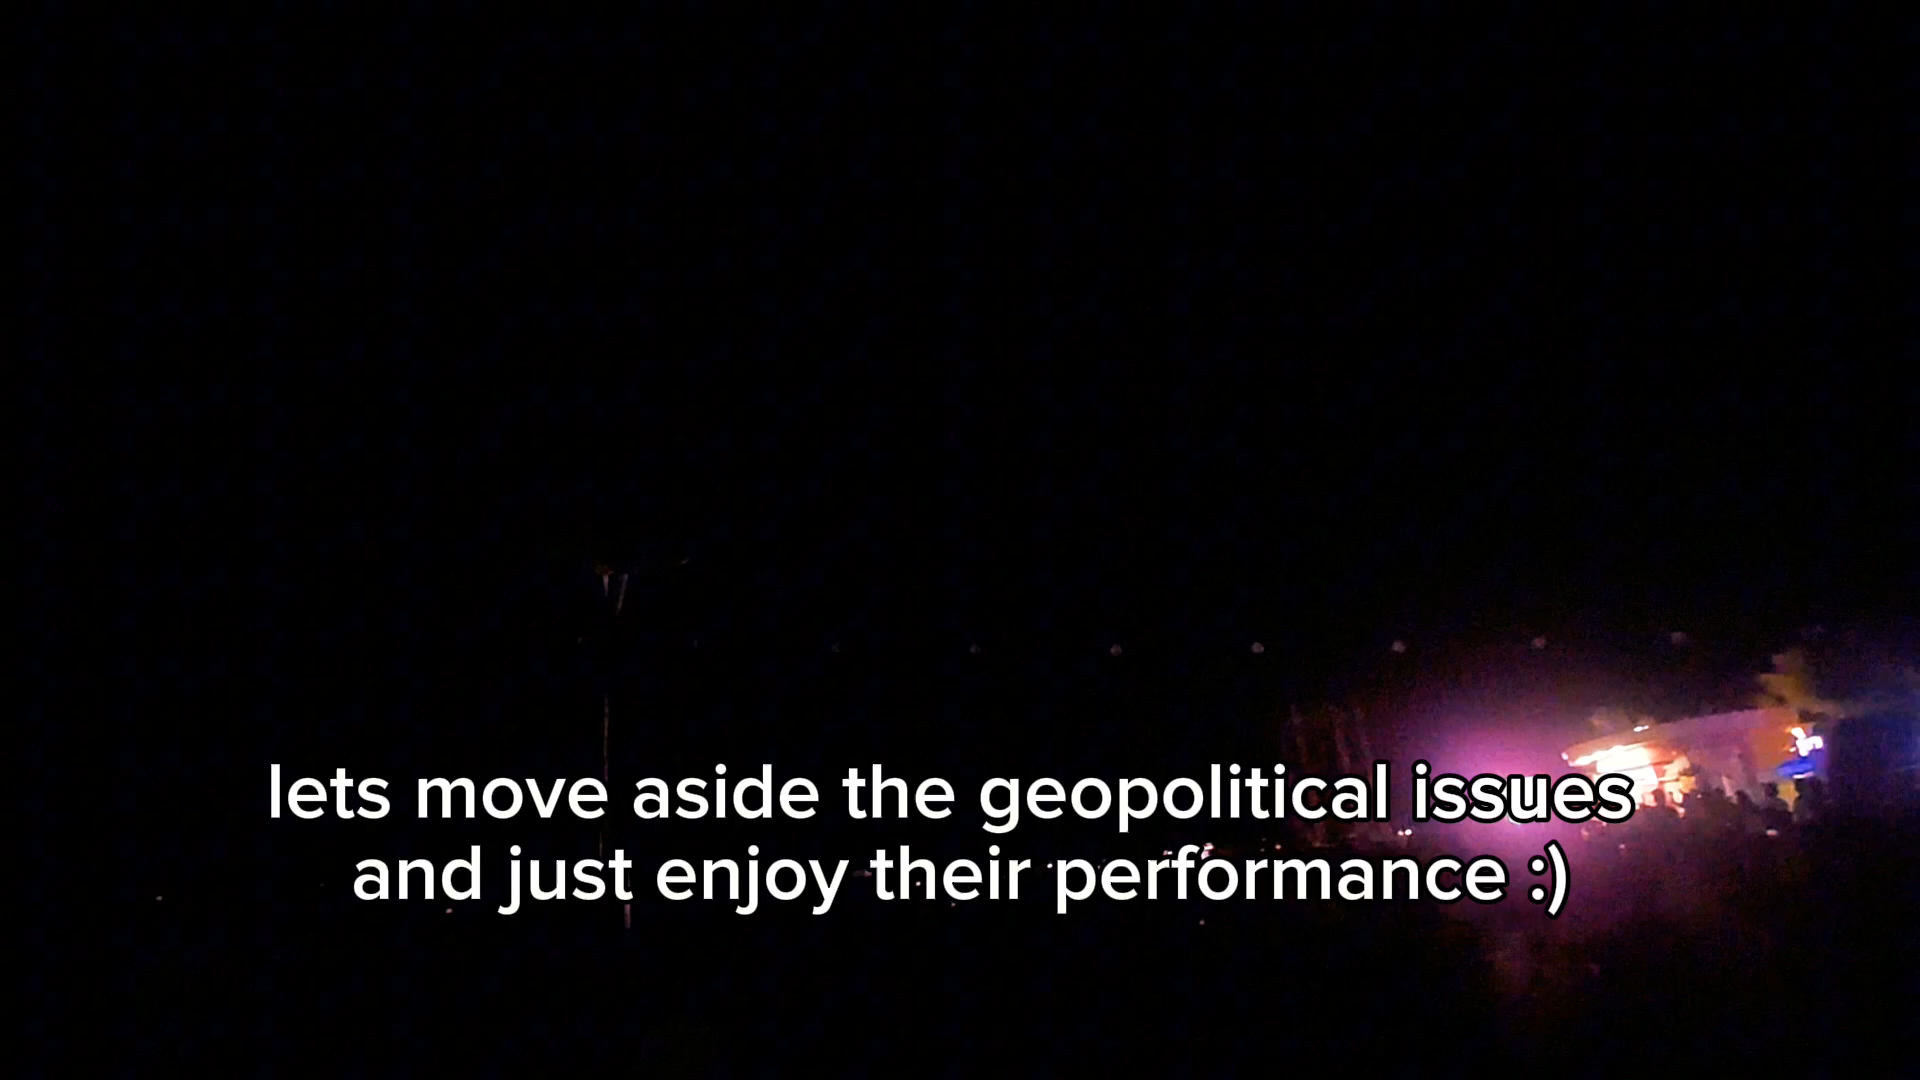 lets move aside the geopolitical issues
and just enjoy their performance :)